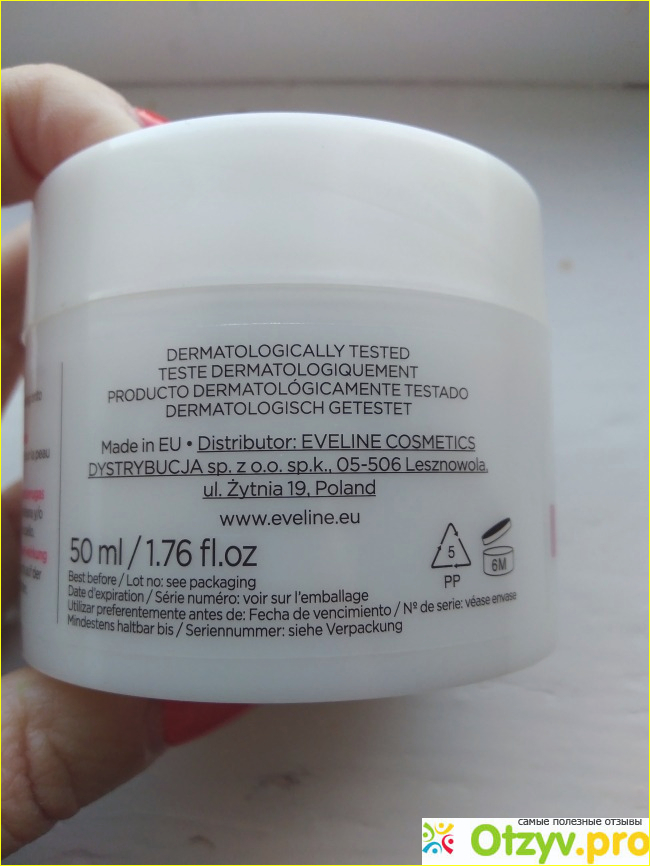 DERMATOLOGICALLY TESTED
TESTE DERMATOLOGIQUEMENT
PRODUCTO DERMATOLÓGICAMENTE TESTADO
DERMATOLOGISCH GETESTET
Made in EU • Distributor: EVELINE COSMETICS
DYSTRYBUCJA sp. z o.o. sp.k., 05-506 Lesznowola,
ul. Żytnia 19, Poland
www.eveline.eu
50 ml / 1.76 fl.oz
5
PP
6M
Best before / Lot no: see packaging
Date d'expiration / Série numéro: voir sur l'emballage
Utilizar preferentemente antes de: Fecha de vencimiento / Nº de serie: véase envase
Mindestens haltbar bis / Seriennummer: siehe Verpackung
peau
самые полезные отзывы
Otzyv.pro